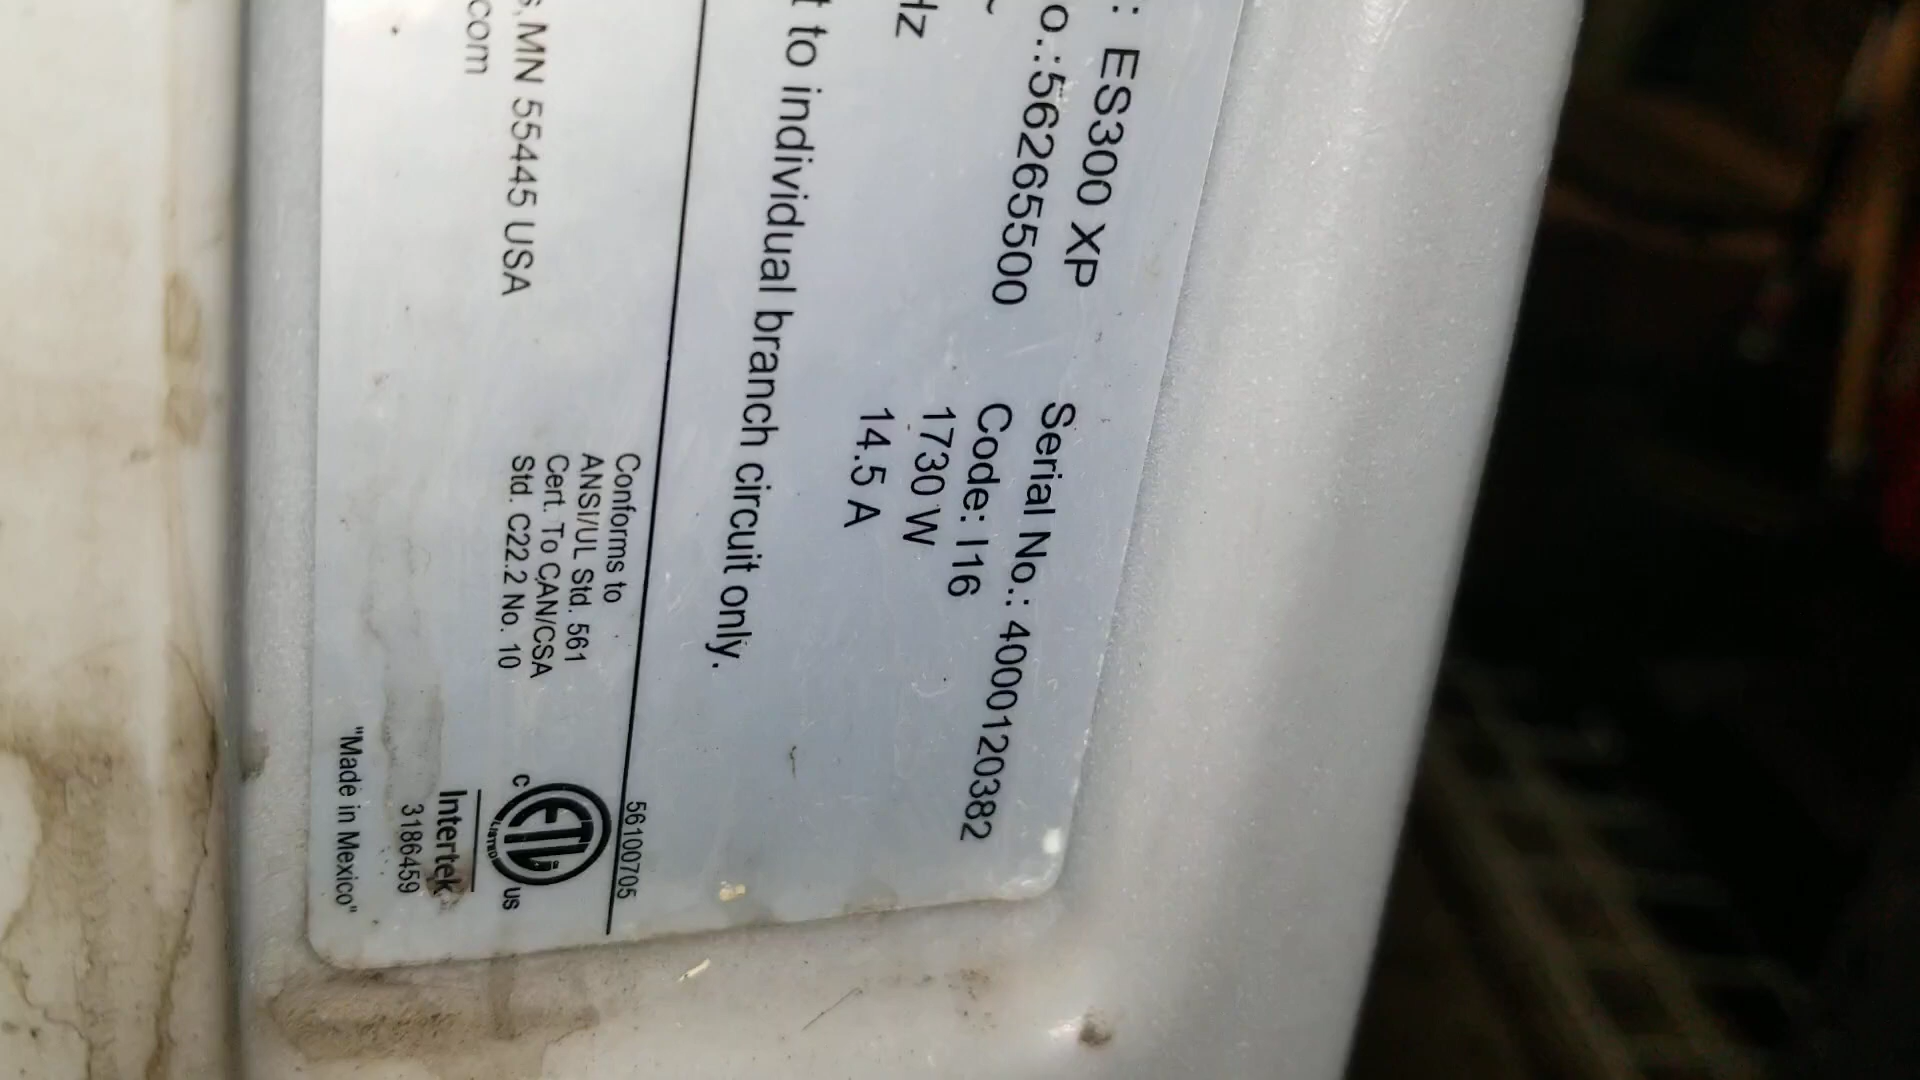 : ES300 XP
o.:56265500
~
Hz
Serial No.: 4000120382
Code: I16
1730 W
14.5 A
t to individual branch circuit only.
56100705
s,MN 55445 USA
com
Conforms to
ANSI/UL Std. 561
Cert. To CAN/CSA
Std. C22.2 No. 10
C ETL US
LISTED
Intertek
3186459
"Made in Mexico"